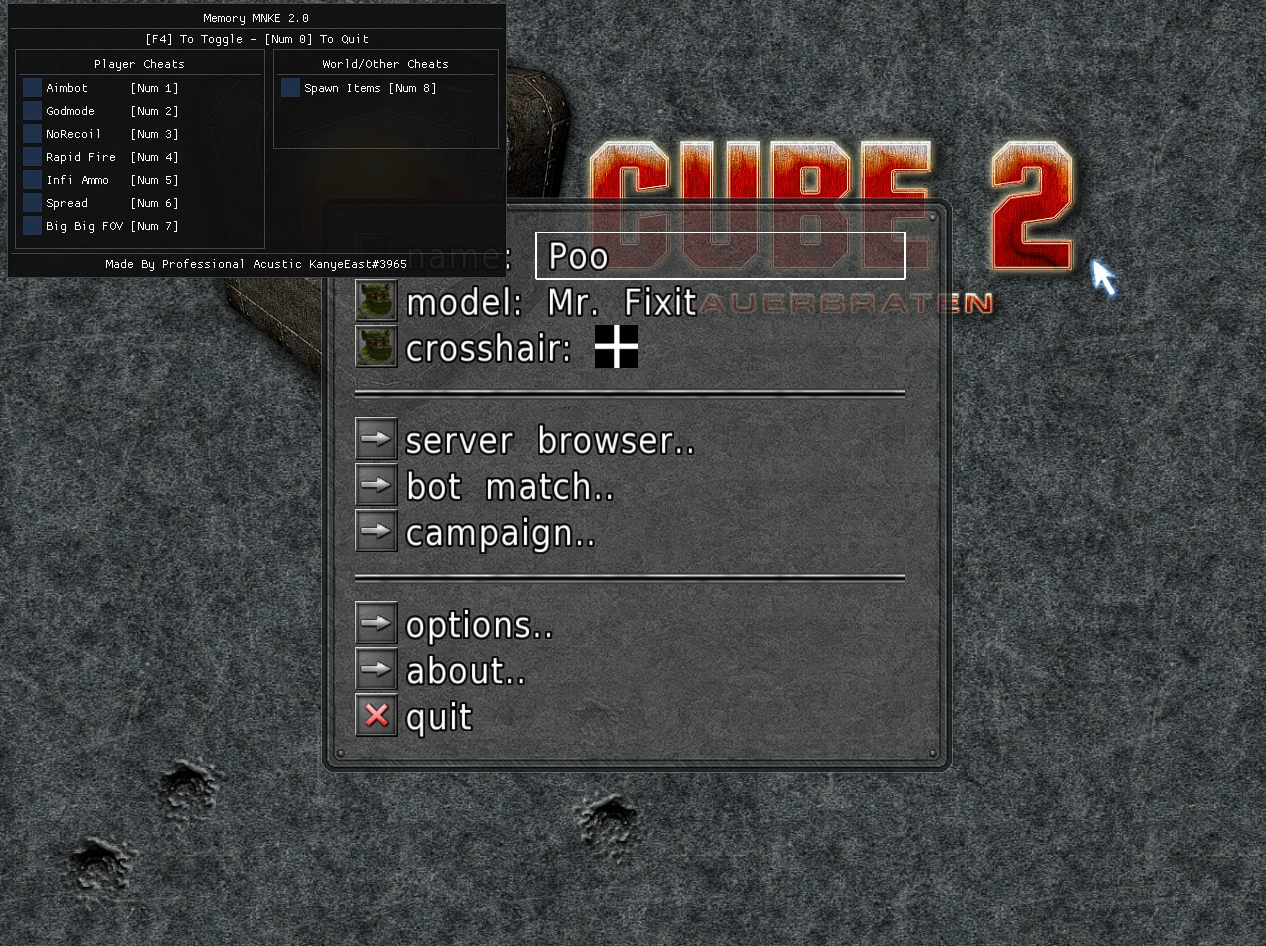 Memory MNKE 2.0
[F4] To Toggle - [Num 0] To Quit
Player Cheats
Aimbot [Num 1]
Godmode [Num 2]
NoRecoil [Num 3]
Rapid Fire [Num 4]
Infi Ammo [Num 5]
Spread [Num 6]
Big Big FOV [Num 7]
World/Other Cheats
Spawn Items [Num 8]
Made By Professional Acustic KanyeEast#3965
CUBE 2
SAUERBRATEN
name: Poo
model: Mr. Fixit
crosshair:
server browser..
bot match..
campaign..
options..
about..
quit